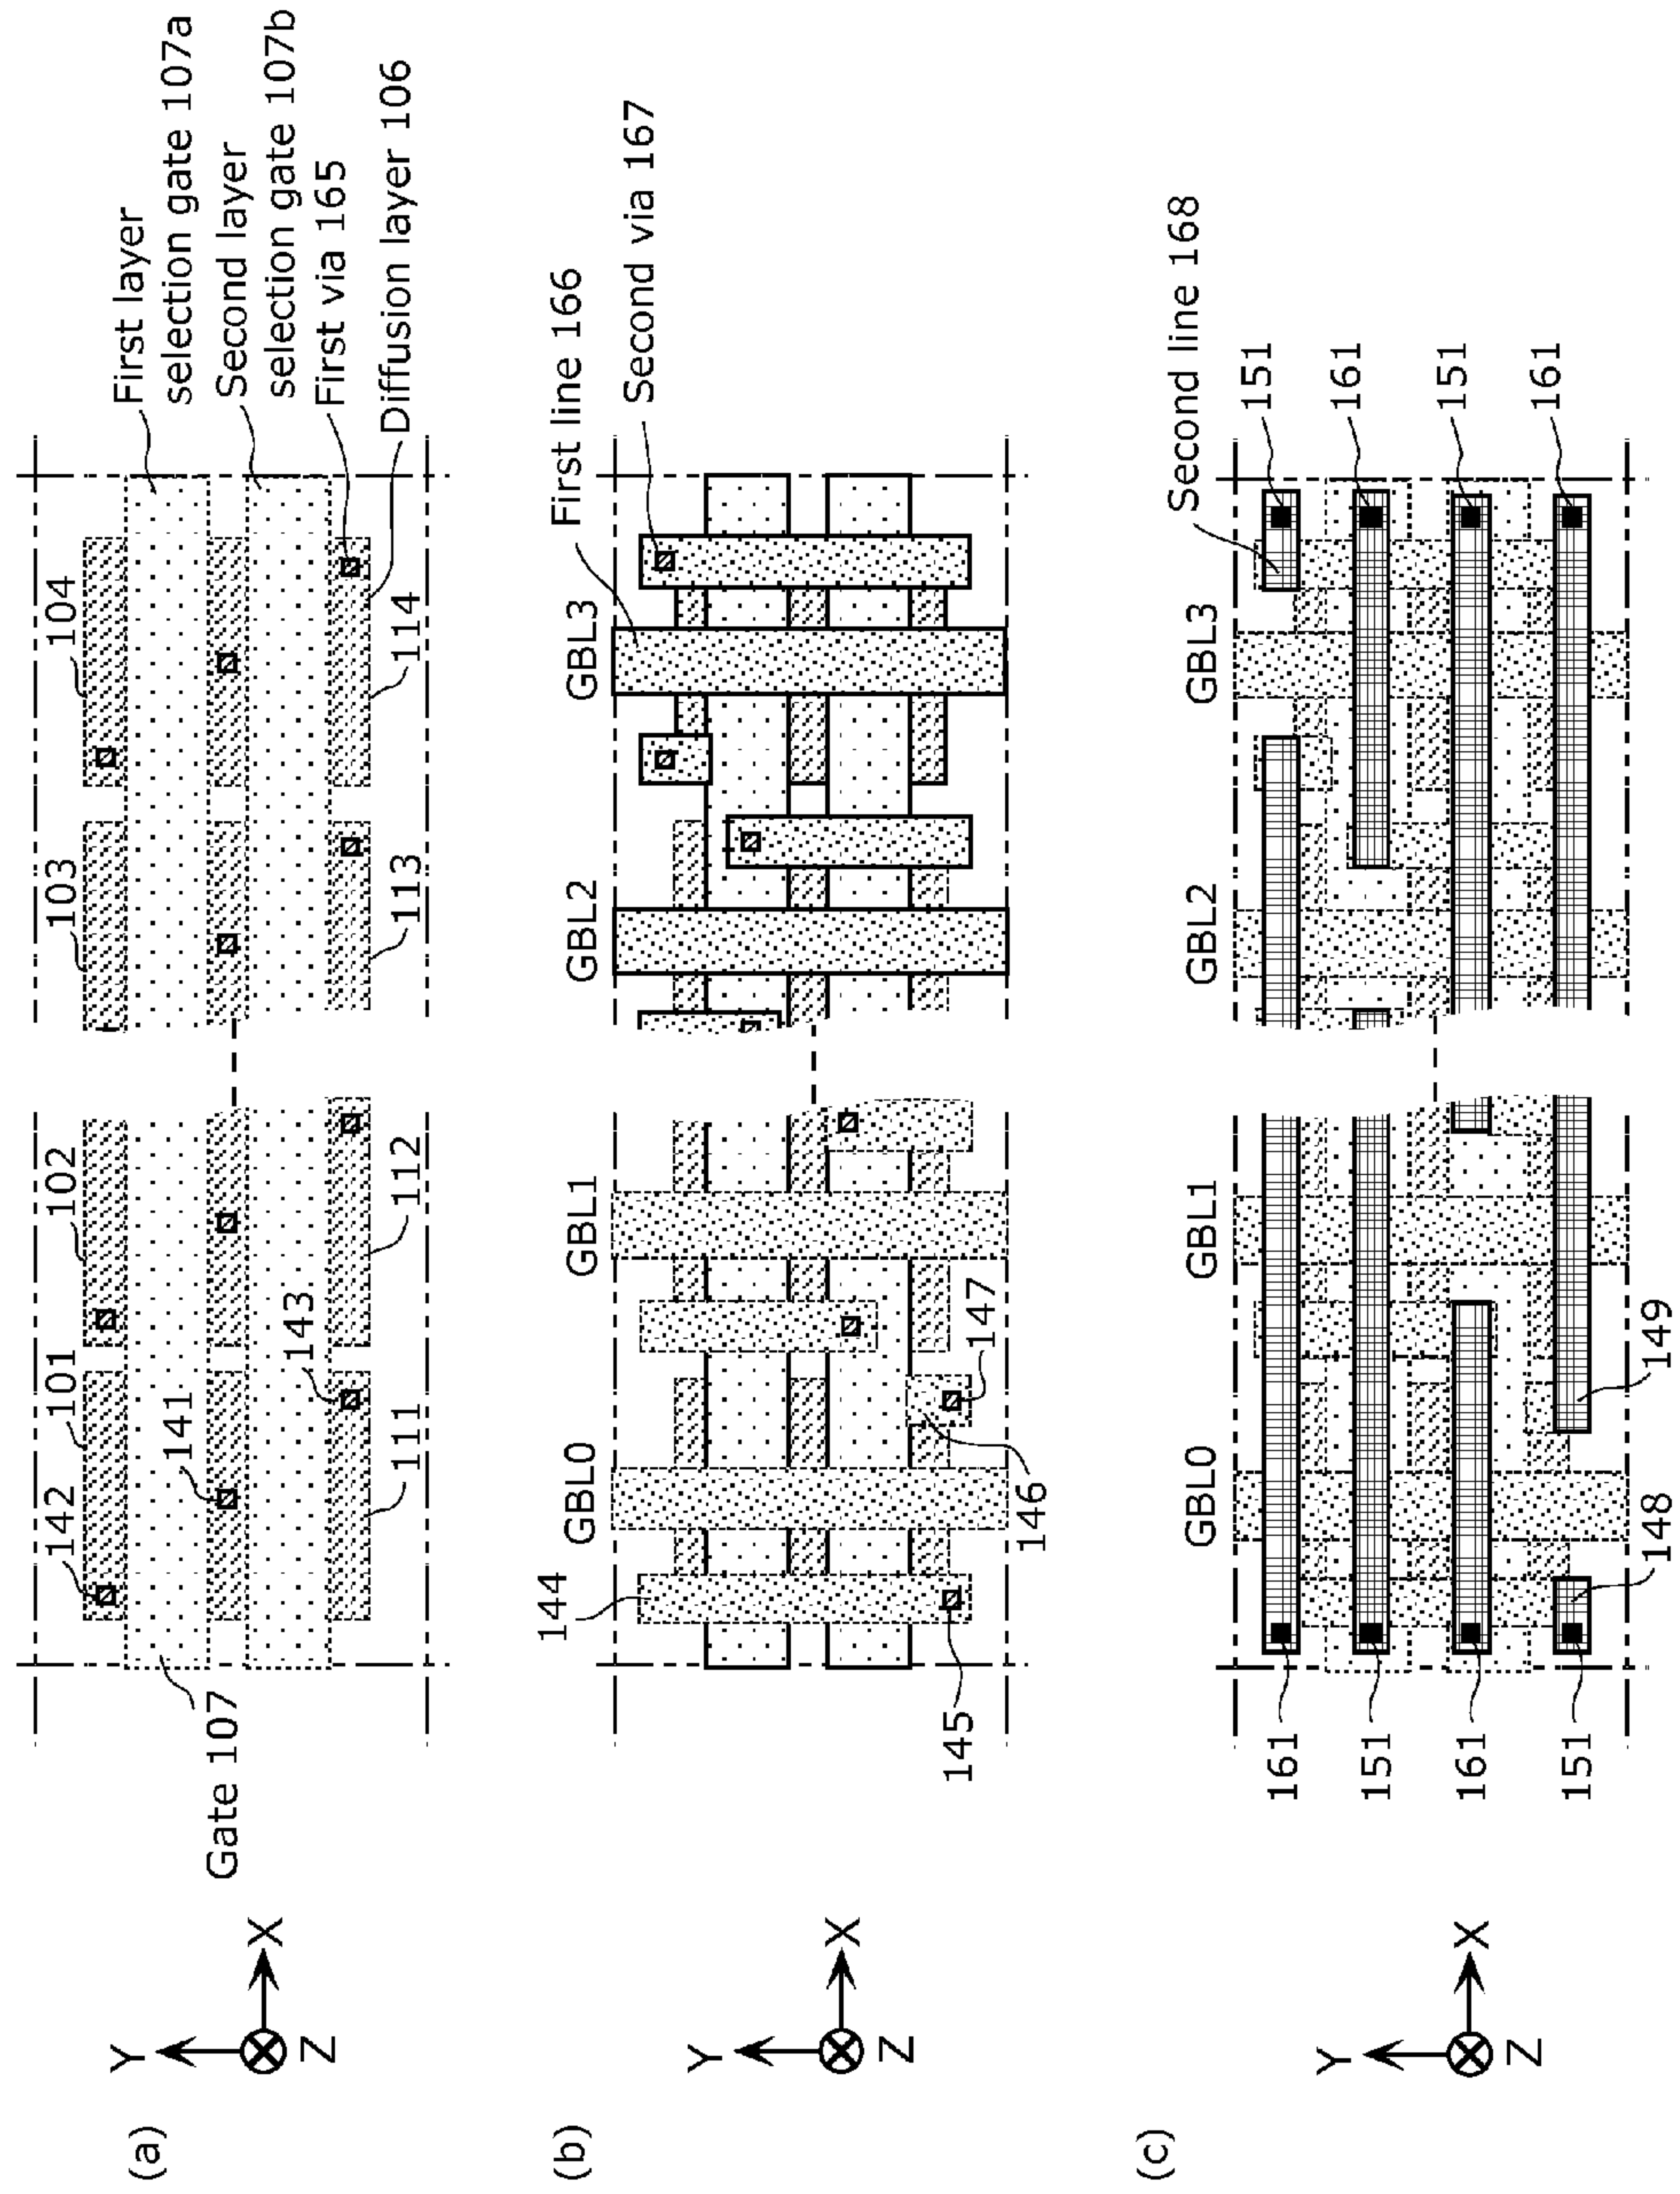 (a)
Y
X
Z
Gate 107
142
101
102
103
104
141
143
111
112
113
114
First layer
selection gate 107a
Second layer
selection gate 107b
First via 165
Diffusion layer 106
(b)
Y
X
Z
144
GBL0
GBL1
GBL2
GBL3
First line 166
Second via 167
145
146
147
(c)
Y
X
Z
GBL0
GBL1
GBL2
GBL3
Second line 168
161
151
161
151
151
161
151
161
148
149